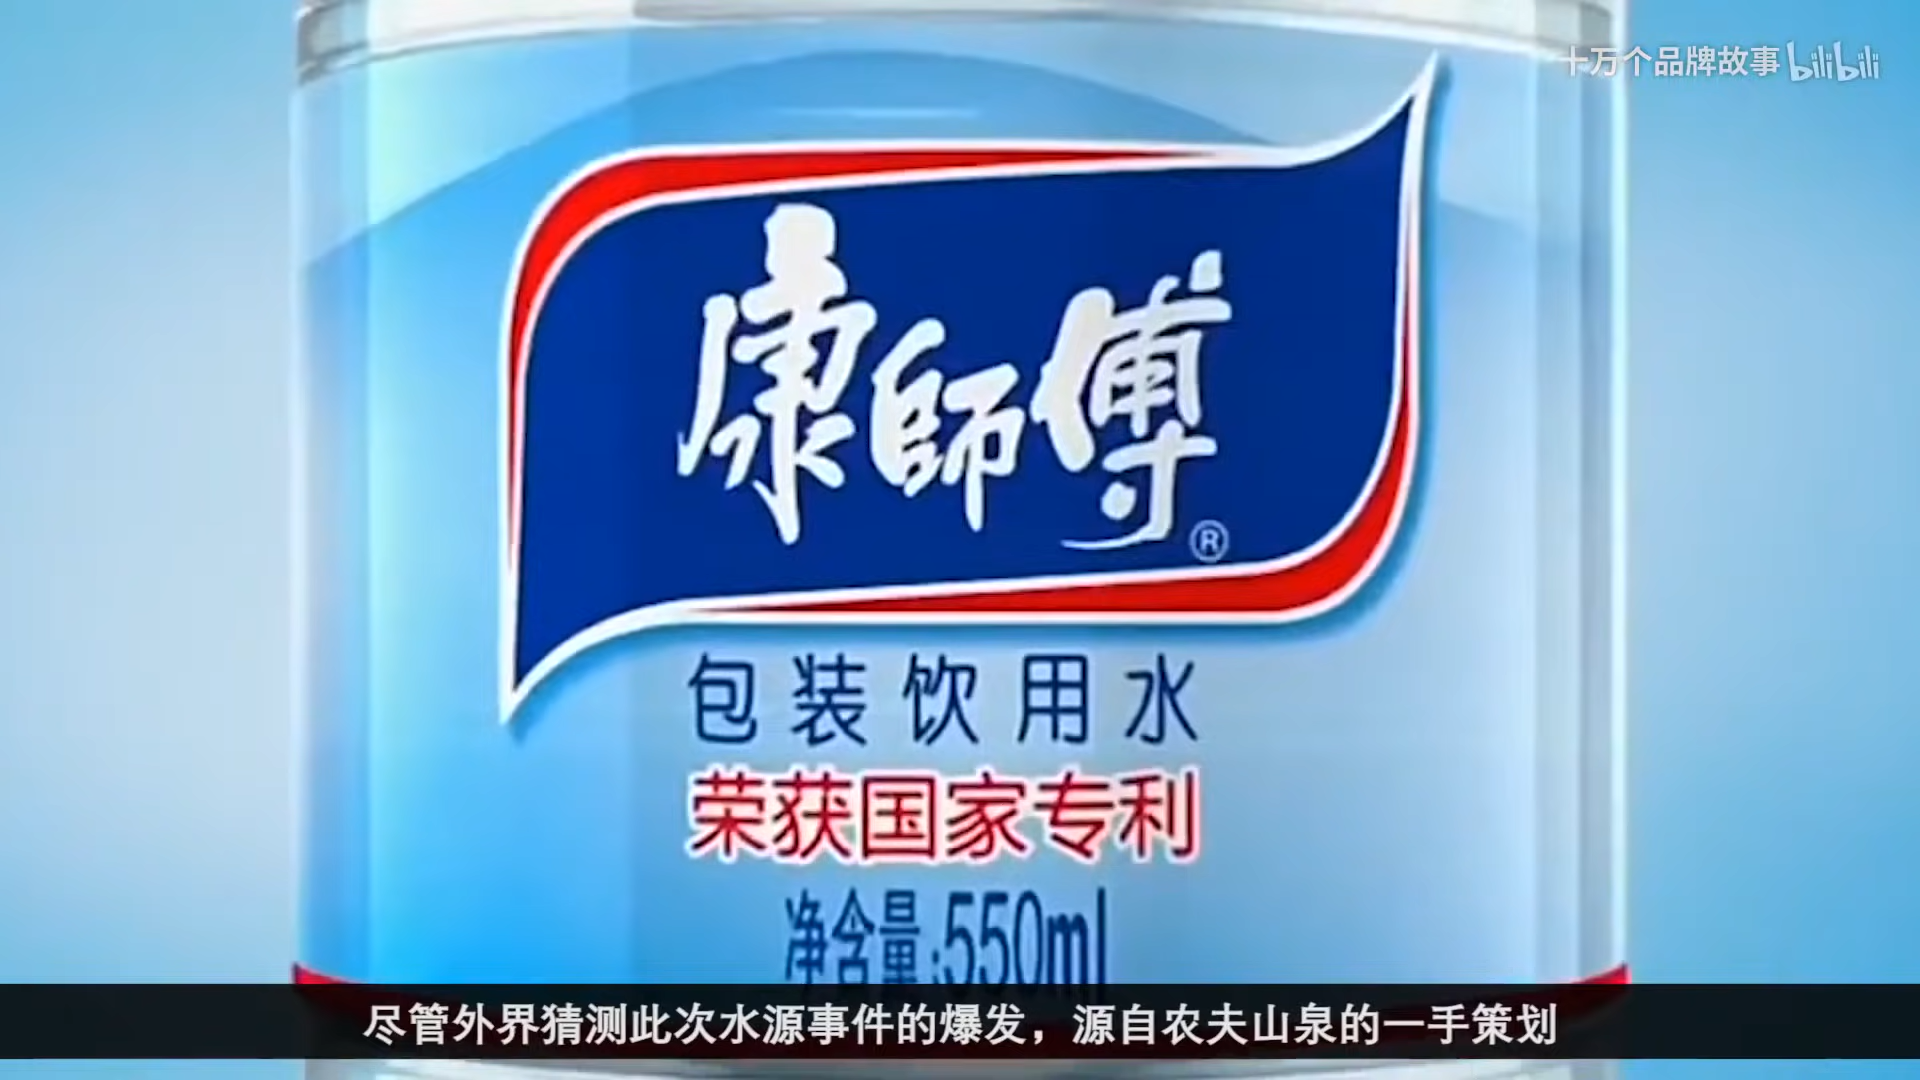 十万个品牌故事 bilibili
康師傅®
包装饮用水
荣获国家专利
净含量:550ml
尽管外界猜测此次水源事件的爆发，源自农夫山泉的一手策划